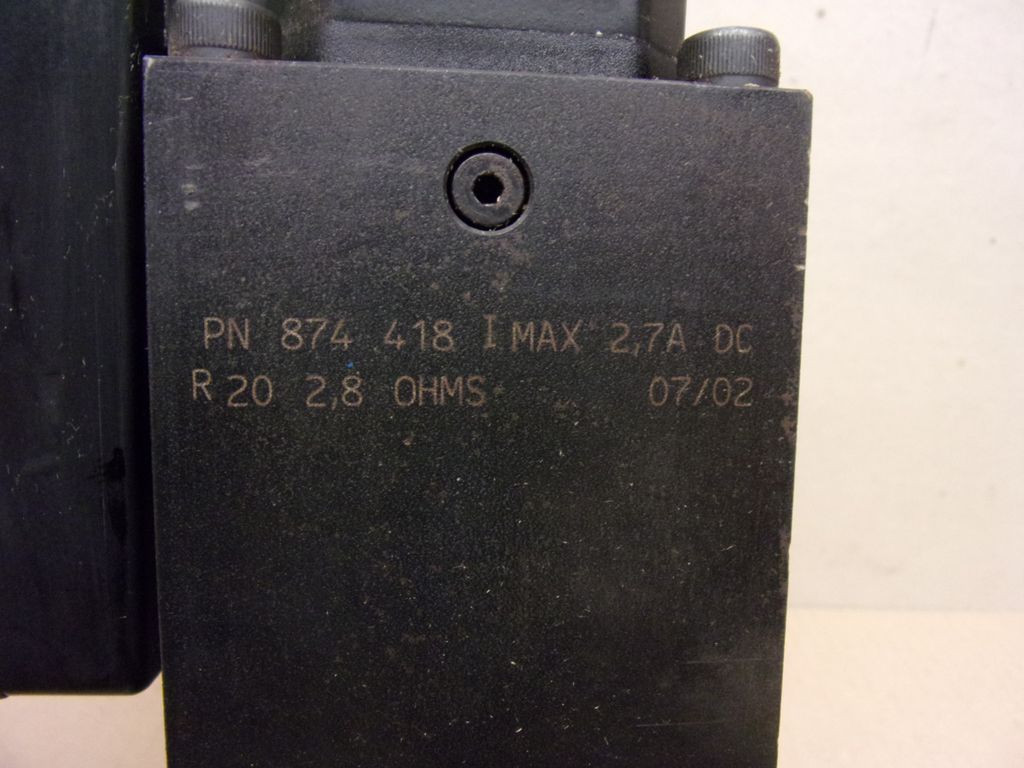 PN 874 418 I MAX 2,7A DC
R 20 2,8 OHMS 07/02